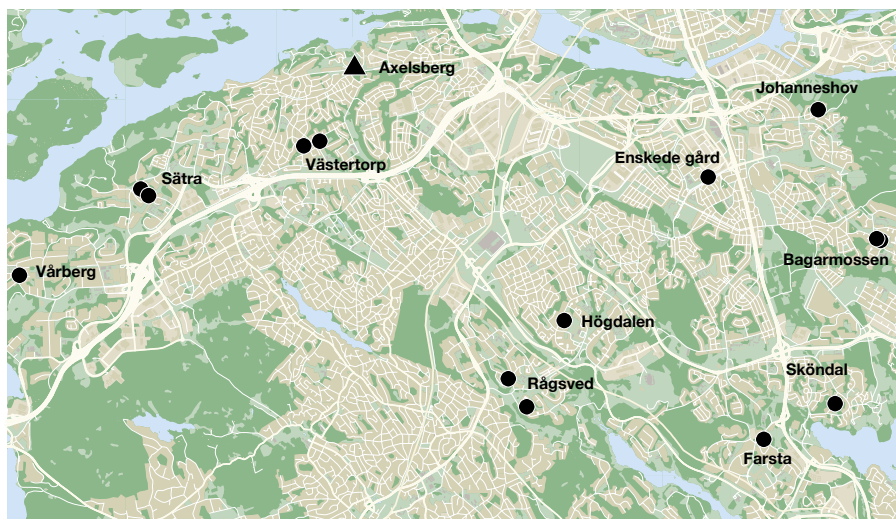 Axelsberg
Johanneshov
Västertorp
Enskede gård
Sätra
Bagarmossen
Vårberg
Högdalen
Sköndal
Rågsved
Farsta